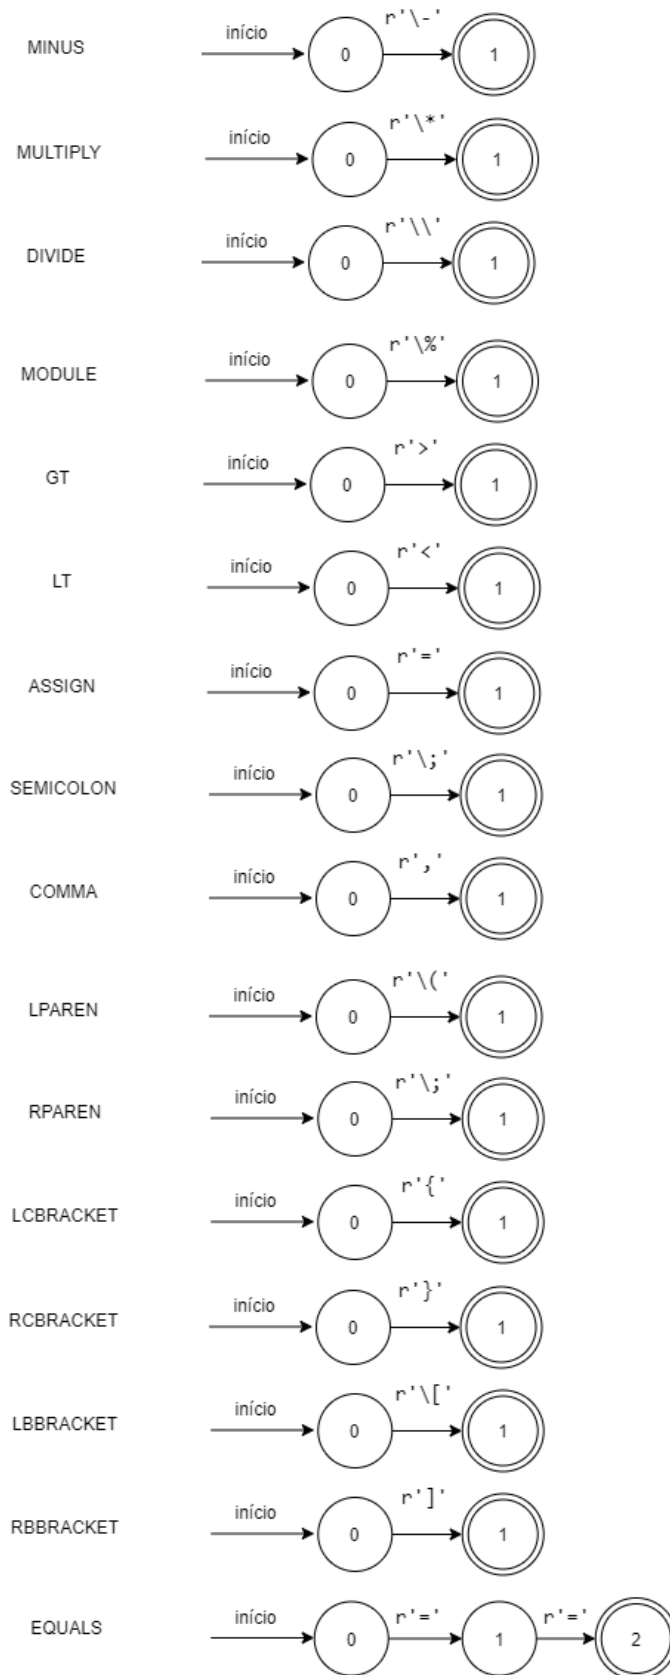 MINUS início 0 r'\-' 1
MULTIPLY início 0 r'\*' 1
DIVIDE início 0 r'\\' 1
MODULE início 0 r'\%' 1
GT início 0 r'>' 1
LT início 0 r'<' 1
ASSIGN início 0 r'=' 1
SEMICOLON início 0 r'\;' 1
COMMA início 0 r',' 1
LPAREN início 0 r'\(' 1
RPAREN início 0 r'\;' 1
LCBRACKET início 0 r'{' 1
RCBRACKET início 0 r'}' 1
LBBRACKET início 0 r'\[' 1
RBBRACKET início 0 r']' 1
EQUALS início 0 r'=' 1 r'=' 2